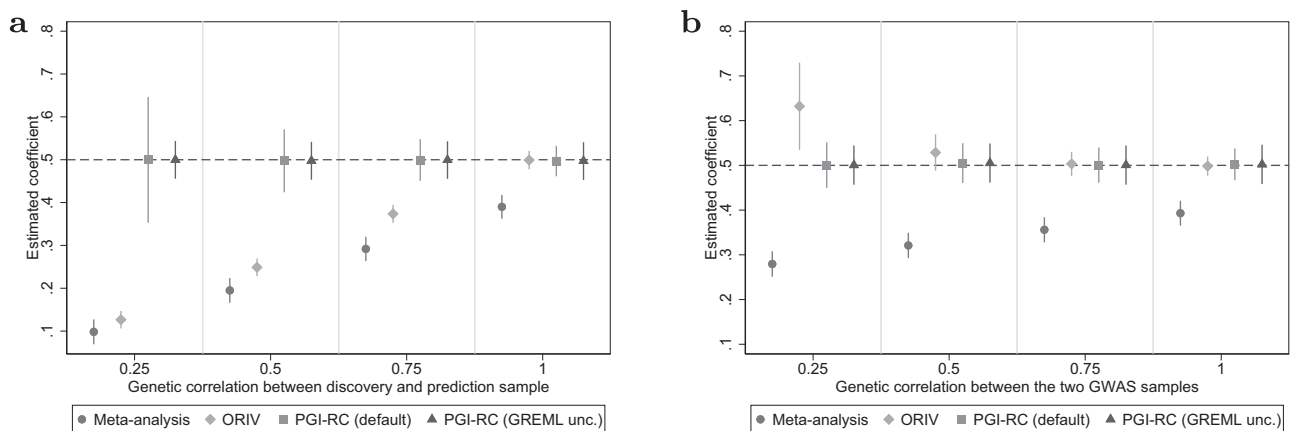 a
Estimated coefficient
.8
.7
.6
.5
.4
.3
.2
.1
0.25 0.5 0.75 1
Genetic correlation between discovery and prediction sample
Meta-analysis ORIV PGI-RC (default) PGI-RC (GREML unc.)
b
Estimated coefficient
.8
.7
.6
.5
.4
.3
.2
.1
0.25 0.5 0.75 1
Genetic correlation between the two GWAS samples
Meta-analysis ORIV PGI-RC (default) PGI-RC (GREML unc.)